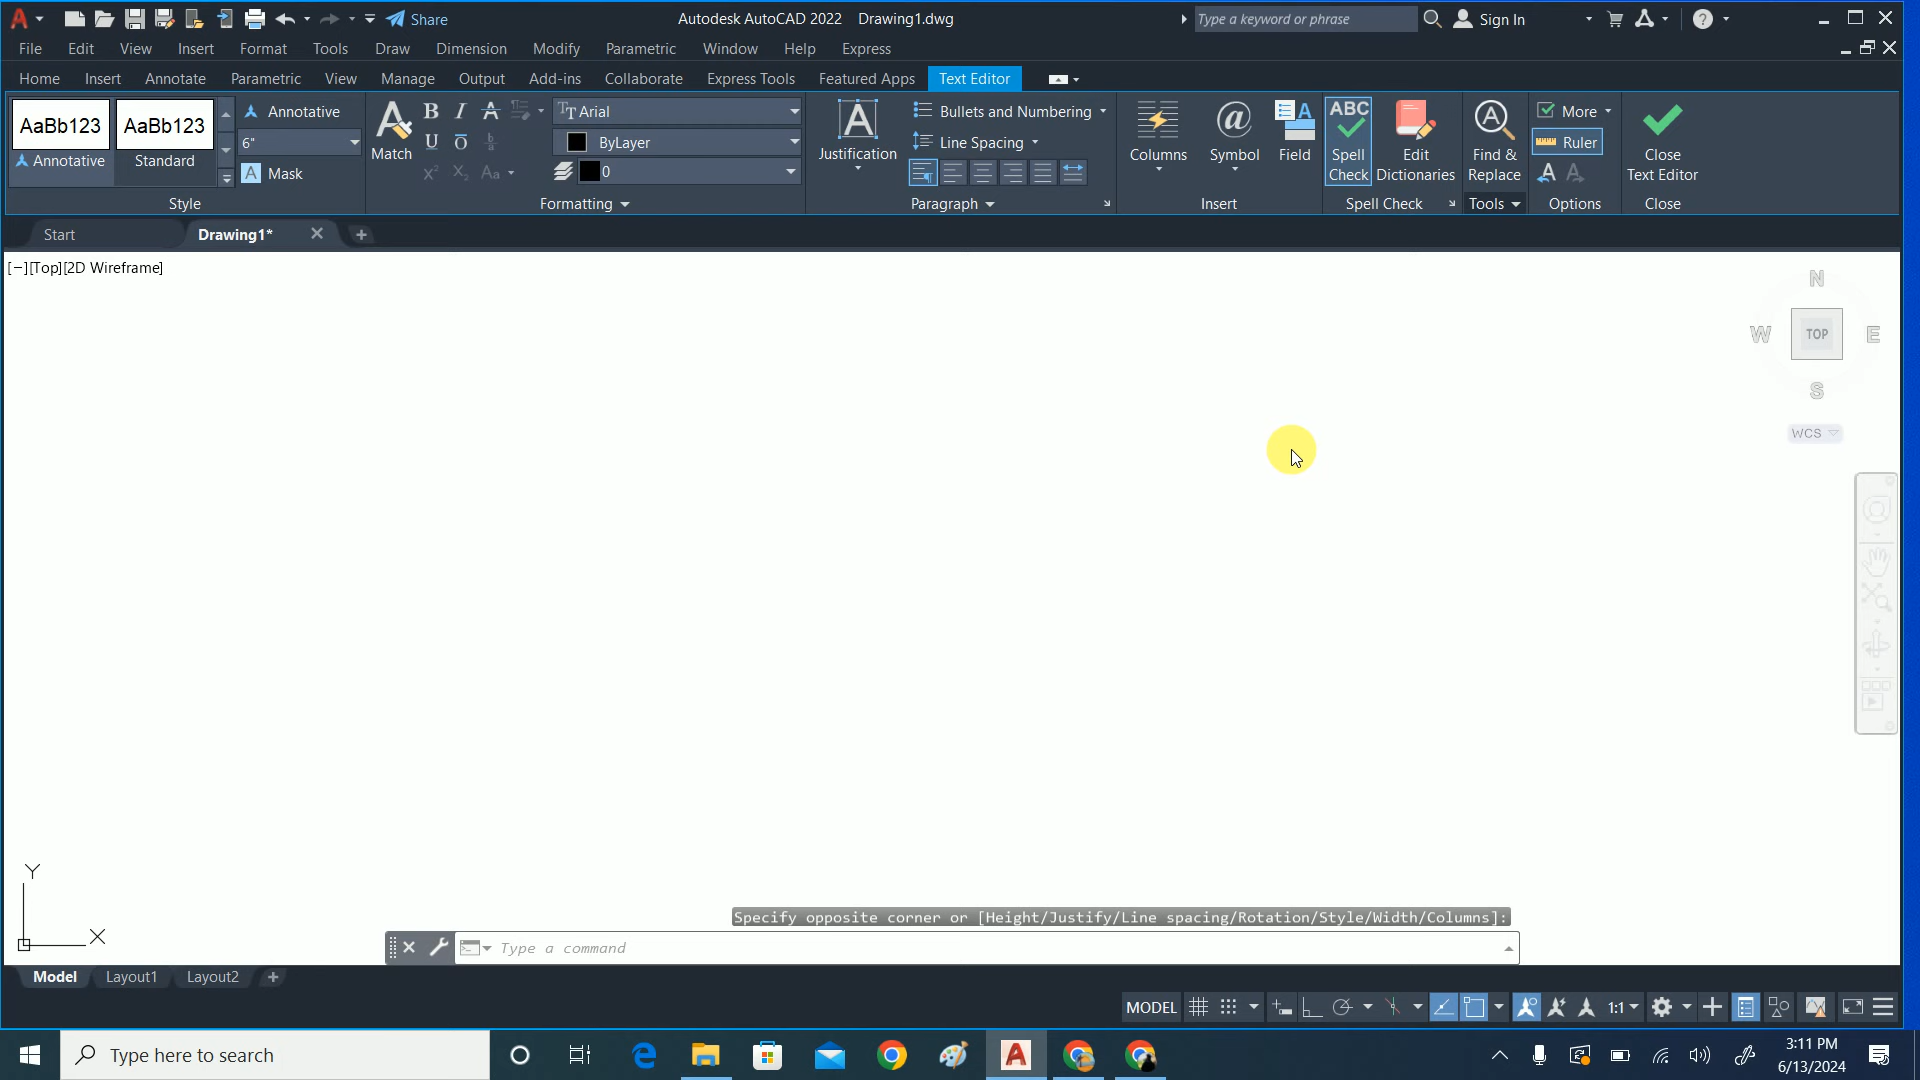 Share
Autodesk AutoCAD 2022 Drawing1.dwg
Type a keyword or phrase
Sign In
File Edit View Insert Format Tools Draw Dimension Modify Parametric Window Help Express
Home Insert Annotate Parametric View Manage Output Add-ins Collaborate Express Tools Featured Apps Text Editor
AaBb123 AaBb123
Annotative Standard
Annotative
6"
Mask
Style
Match
Arial
ByLayer
0
Formatting
Justification
Bullets and Numbering
Line Spacing
Paragraph
Columns
Symbol
Field
Insert
ABC
Spell
Check
Edit
Dictionaries
Spell Check
Find &
Replace
Tools
More
Ruler
Options
Close
Text Editor
Close
Start Drawing1*
[−][Top][2D Wireframe]
N
W TOP E
S
WCS
Y
X
Specify opposite corner or [Height/Justify/Line spacing/Rotation/Style/Width/Columns]:
Type a command
Model Layout1 Layout2
MODEL
1:1
Type here to search
3:11 PM
6/13/2024